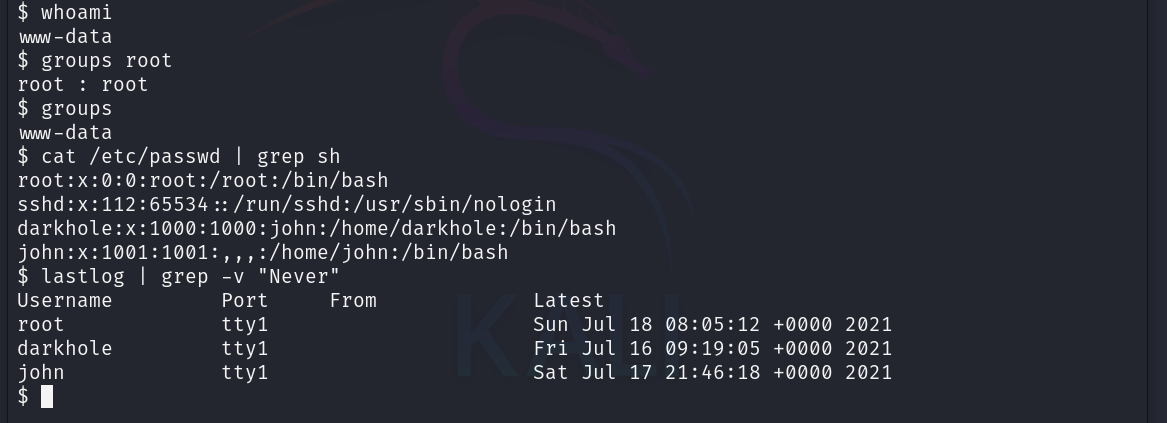 $ whoami
www-data
$ groups root
root : root
$ groups
www-data
$ cat /etc/passwd | grep sh
root:x:0:0:root:/root:/bin/bash
sshd:x:112:65534::/run/sshd:/usr/sbin/nologin
darkhole:x:1000:1000:john:/home/darkhole:/bin/bash
john:x:1001:1001:,,,:/home/john:/bin/bash
$ lastlog | grep -v "Never"
Username         Port     From             Latest
root             tty1                      Sun Jul 18 08:05:12 +0000 2021
darkhole         tty1                      Fri Jul 16 09:19:05 +0000 2021
john             tty1                      Sat Jul 17 21:46:18 +0000 2021
$
KALI